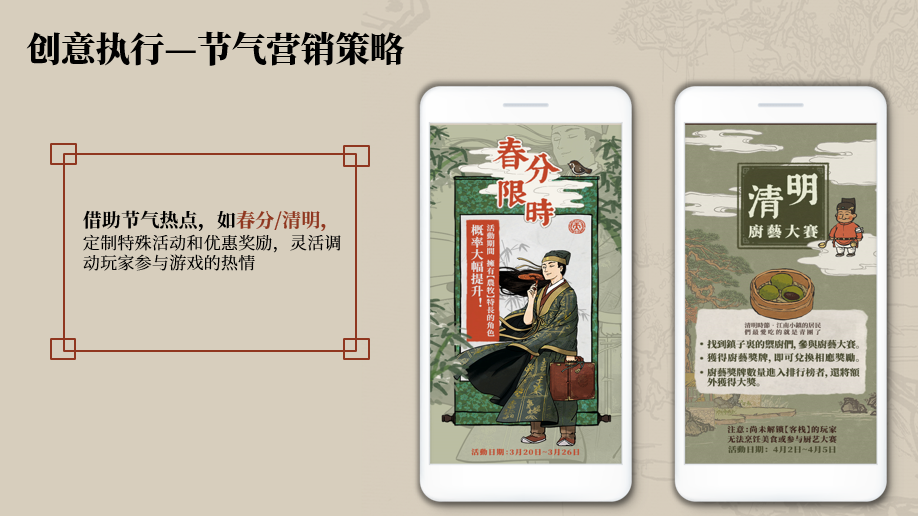 创意执行—节气营销策略
借助节气热点，如春分/清明，
定制特殊活动和优惠奖励，灵活调
动玩家参与游戏的热情
春分
限時
活動期間 擁有【農牧】特長的角色
概率大幅提升！
活動日期：3月20日~3月26日
清明
廚藝大賽
清明時節，江南小鎮的居民
們最愛吃的就是青團了
• 找到鎮子裏的禦廚們，參與廚藝大賽。
• 獲得廚藝獎牌，即可兌換相應獎勵。
• 廚藝獎牌數量進入排行榜者，還將額
外獲得大獎。
注意：尚未解鎖【客栈】的玩家
无法烹饪美食或参与厨艺大赛
活動日期：4月2日~4月5日